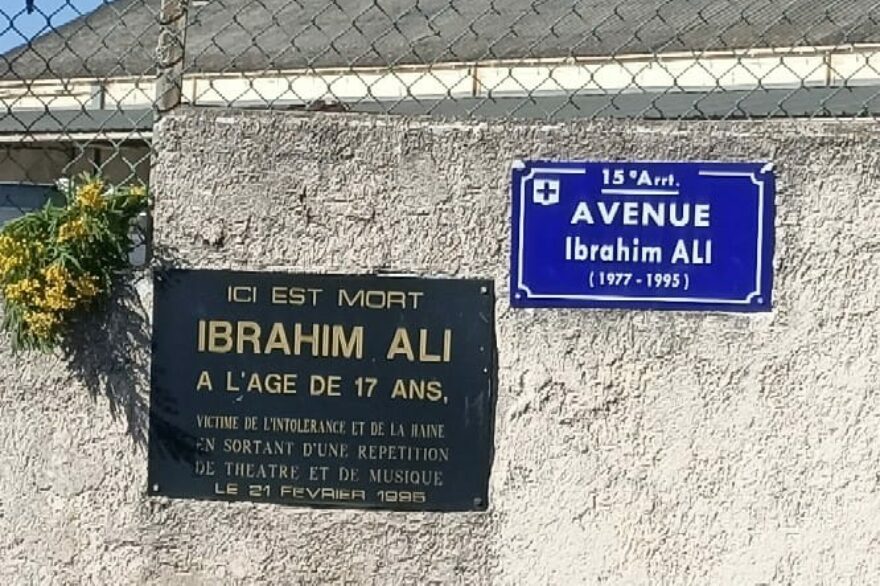 ICI EST MORT
IBRAHIM ALI
A L'AGE DE 17 ANS,
VICTIME DE L'INTOLERANCE ET DE LA HAINE
EN SORTANT D'UNE REPETITION
DE THEATRE ET DE MUSIQUE
LE 21 FEVRIER 1995
15ᵉ Arrt.
AVENUE
Ibrahim ALI
(1977 - 1995)